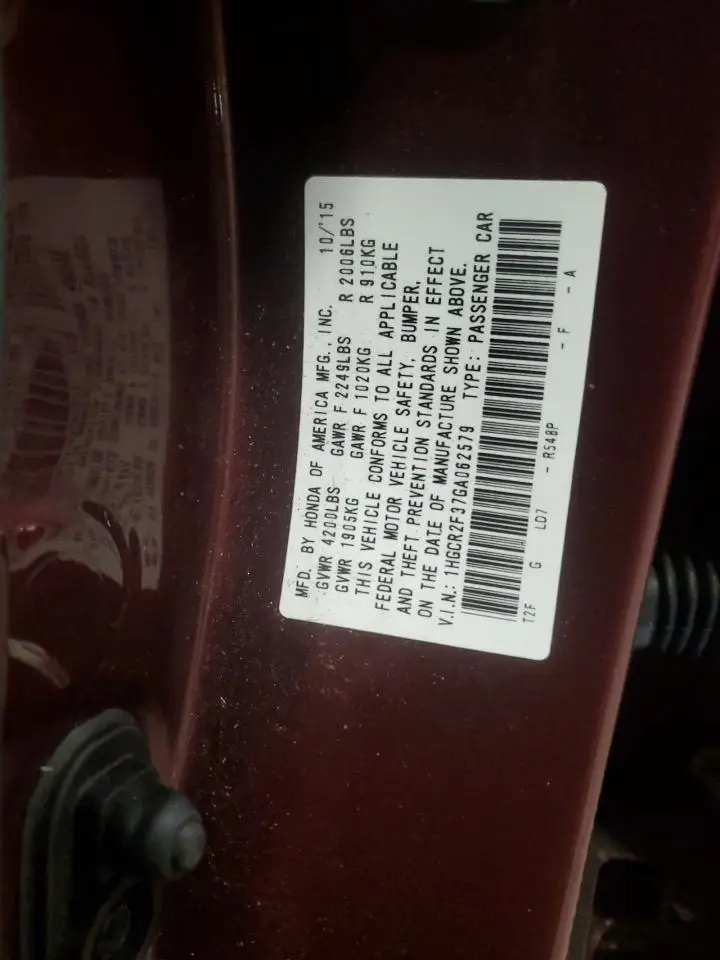 MFD. BY HONDA OF AMERICA MFG., INC. 10/'15
GVWR 4200LBS GAWR F 2249LBS R 2006LBS
GVWR 1905KG GAWR F 1020KG R 910KG
THIS VEHICLE CONFORMS TO ALL APPLICABLE
FEDERAL MOTOR VEHICLE SAFETY, BUMPER,
AND THEFT PREVENTION STANDARDS IN EFFECT
ON THE DATE OF MANUFACTURE SHOWN ABOVE.
V.I.N.: 1HGCR2F37GA062579 TYPE: PASSENGER CAR
T2F G LD7 - R548P - F - A